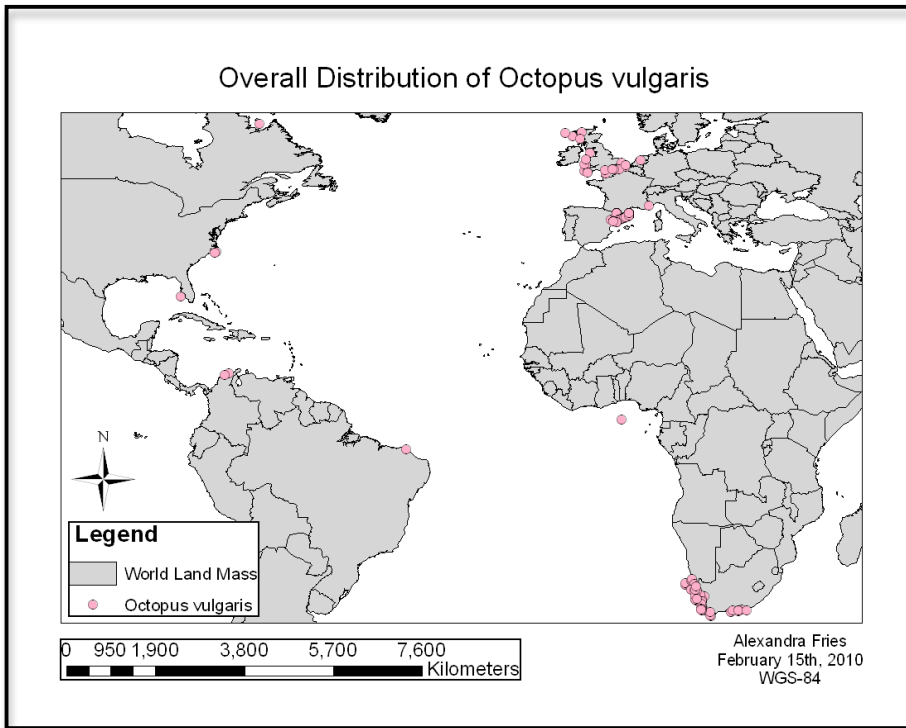 Overall Distribution of Octopus vulgaris
N
Legend
World Land Mass
Octopus vulgaris
0 950 1,900 3,800 5,700 7,600
Kilometers
Alexandra Fries
February 15th, 2010
WGS-84